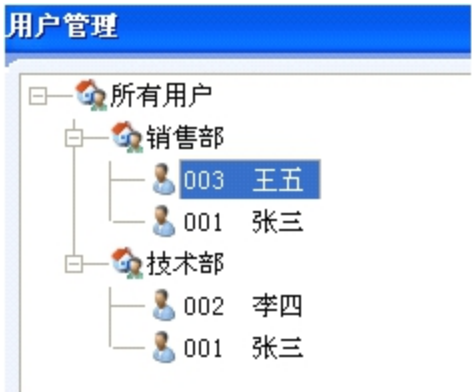 用户管理
所有用户
销售部
003 王五
001 张三
技术部
002 李四
001 张三